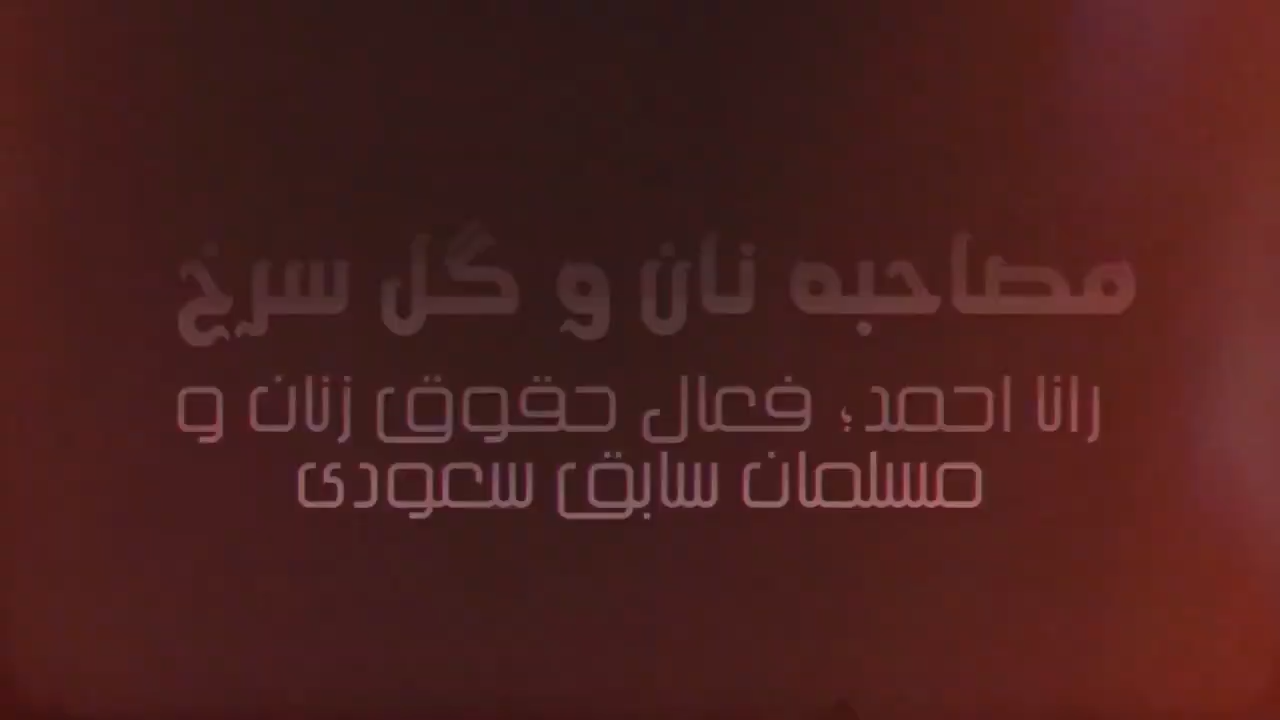 مصاحبه نان و گل سرخ
رانا احمد؛ فعال حقوق زنان و
مسلمان سابق سعودی